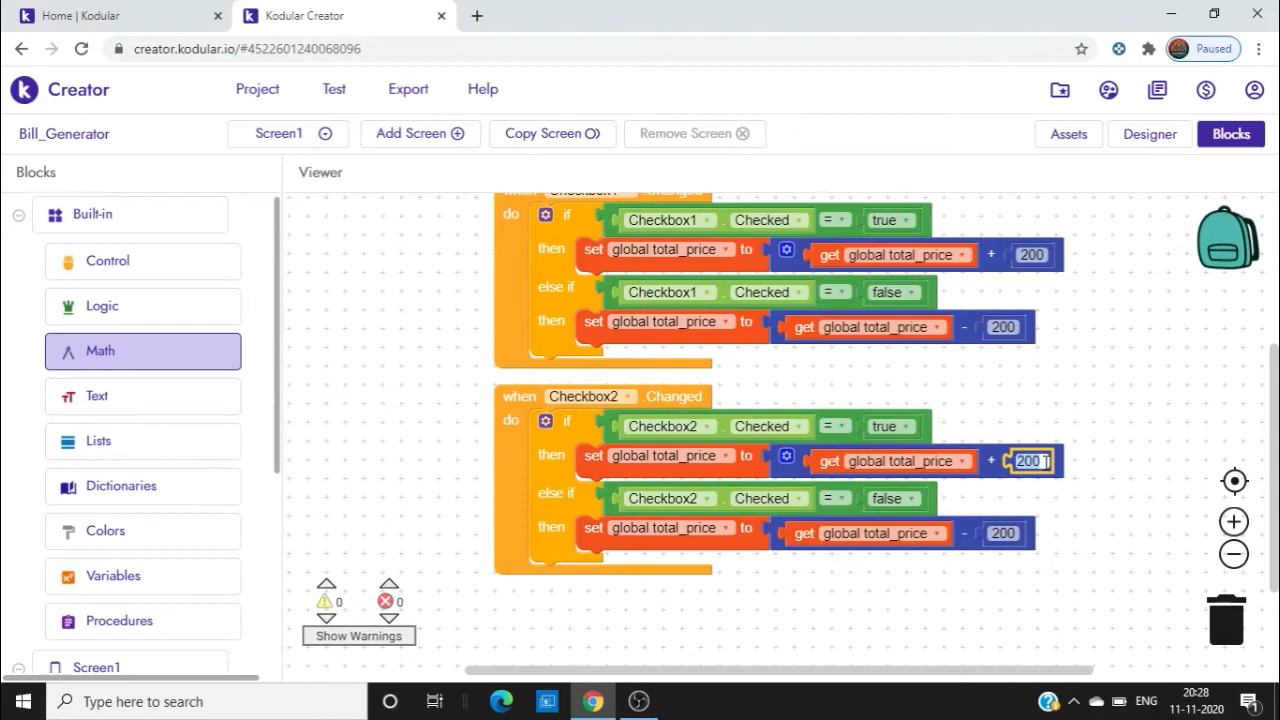 Home | Kodular
Kodular Creator
creator.kodular.io/#4522601240068096
Paused
Creator
Project
Test
Export
Help
Bill_Generator
Screen1
Add Screen
Copy Screen
Remove Screen
Assets
Designer
Blocks
Blocks
Viewer
Built-in
Control
Logic
Math
Text
Lists
Dictionaries
Colors
Variables
Procedures
Screen1
when Checkbox1 .Changed
do if Checkbox1 . Checked = true
then set global total_price to get global total_price + 200
else if Checkbox1 . Checked = false
then set global total_price to get global total_price - 200
when Checkbox2 .Changed
do if Checkbox2 . Checked = true
then set global total_price to get global total_price + 200
else if Checkbox2 . Checked = false
then set global total_price to get global total_price - 200
0 0
Show Warnings
Type here to search
ENG
20:28
11-11-2020
1